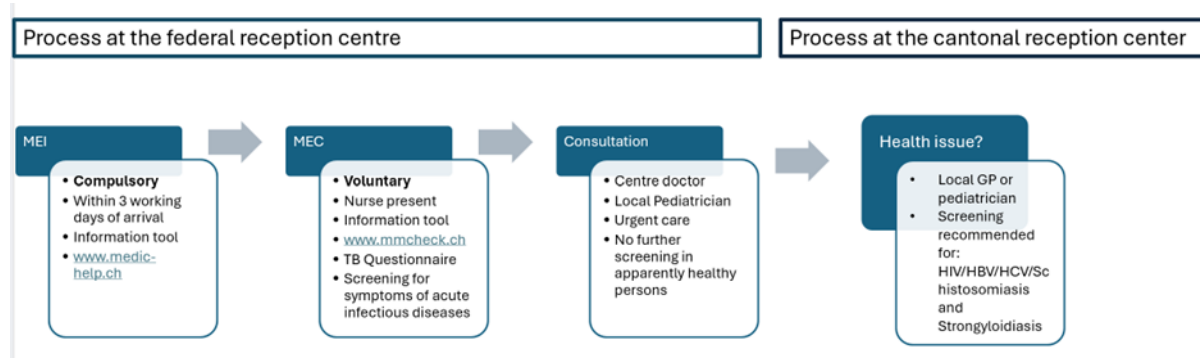 Process at the federal reception centre
Process at the cantonal reception center
MEI
• Compulsory
• Within 3 working
days of arrival
• Information tool
• www.medic-
help.ch
MEC
• Voluntary
• Nurse present
• Information tool
• www.mmcheck.ch
• TB Questionnaire
• Screening for
symptoms of acute
infectious diseases
Consultation
• Centre doctor
• Local Pediatrician
• Urgent care
• No further
screening in
apparently healthy
persons
Health issue?
• Local GP or
pediatrician
• Screening
recommended
for:
HIV/HBV/HCV/Sc
histosomiasis
and
Strongyloidiasis